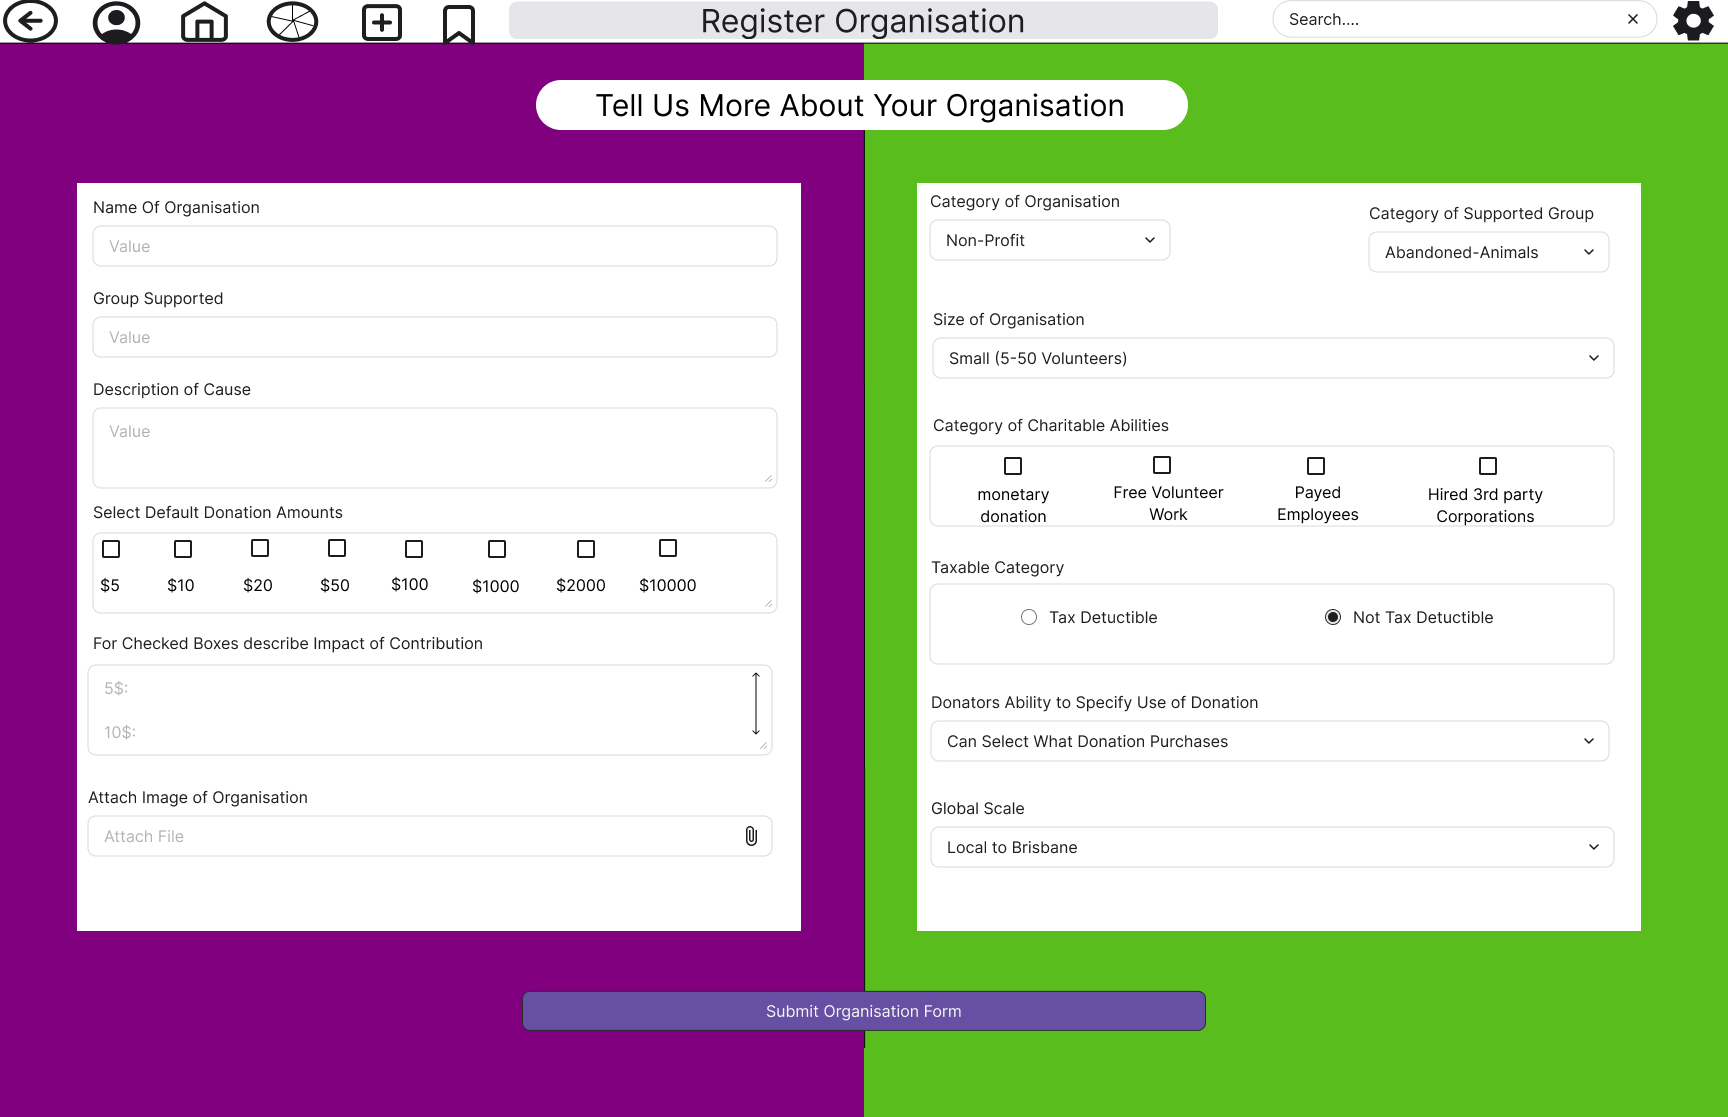 Register Organisation
Search....
Tell Us More About Your Organisation
Name Of Organisation
Value
Group Supported
Value
Description of Cause
Value
Select Default Donation Amounts
$5 $10 $20 $50 $100 $1000 $2000 $10000
For Checked Boxes describe Impact of Contribution
5$:
10$:
Attach Image of Organisation
Attach File
Category of Organisation
Non-Profit
Category of Supported Group
Abandoned-Animals
Size of Organisation
Small (5-50 Volunteers)
Category of Charitable Abilities
monetary
donation
Free Volunteer
Work
Payed
Employees
Hired 3rd party
Corporations
Taxable Category
Tax Detuctible
Not Tax Detuctible
Donators Ability to Specify Use of Donation
Can Select What Donation Purchases
Global Scale
Local to Brisbane
Submit Organisation Form